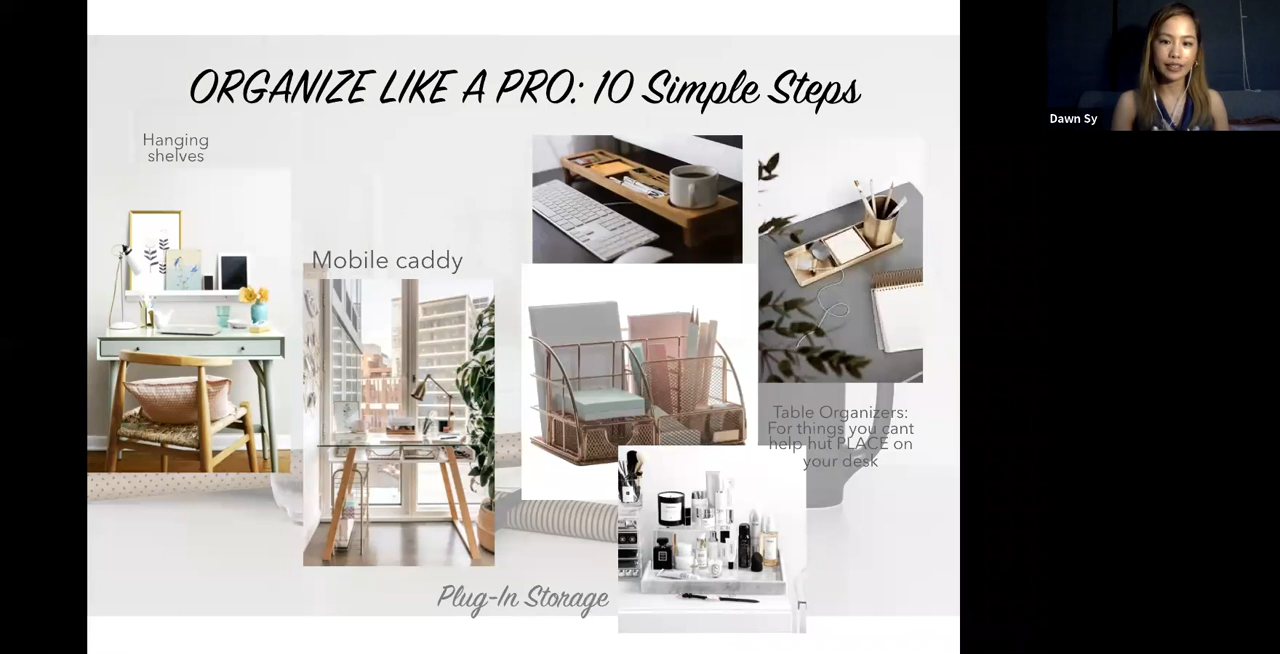 ORGANIZE LIKE A PRO: 10 Simple Steps
Hanging
shelves
Mobile caddy
Table Organizers:
For things you cant
help hut PLACE on
your desk
Plug-In Storage
Dawn Sy